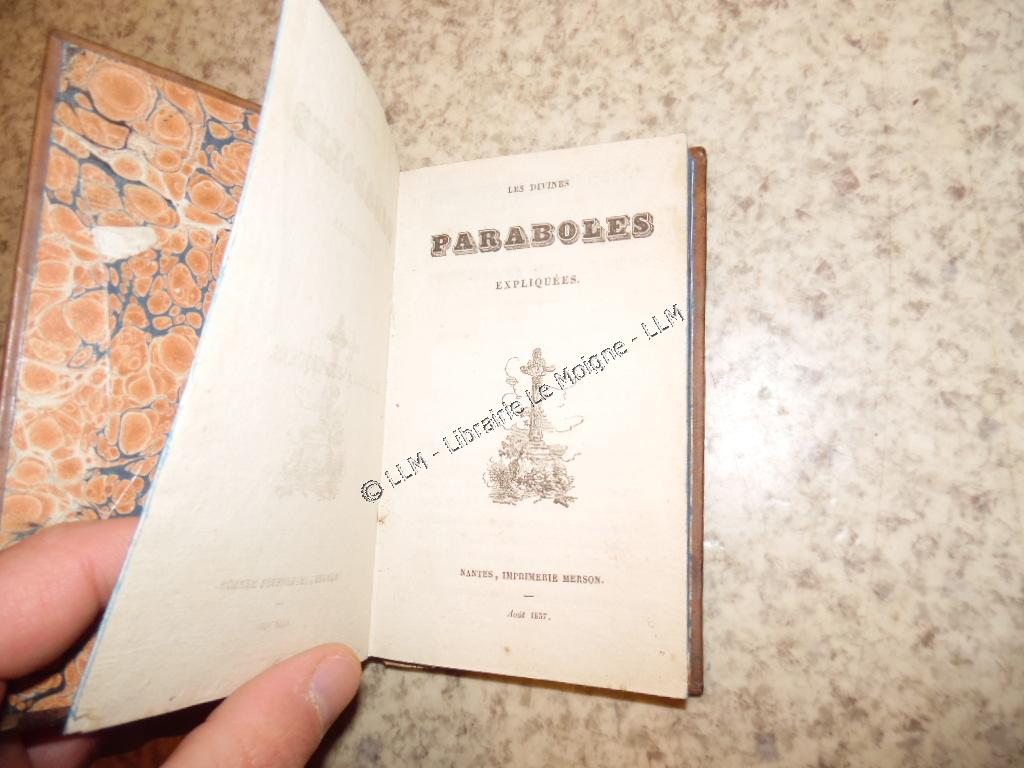 LES DIVINES
PARABOLES
EXPLIQUÉES.
© LLM - Librairie Le Moigne - LLM
NANTES, IMPRIMERIE MERSON.
Août 1837.